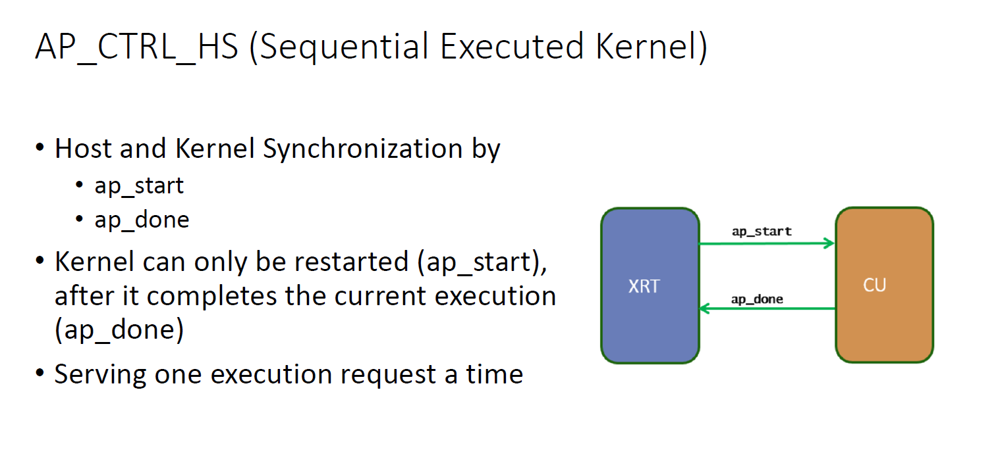 AP_CTRL_HS (Sequential Executed Kernel)
• Host and Kernel Synchronization by
• ap_start
• ap_done
• Kernel can only be restarted (ap_start),
after it completes the current execution
(ap_done)
• Serving one execution request a time
XRT
ap_start
ap_done
CU